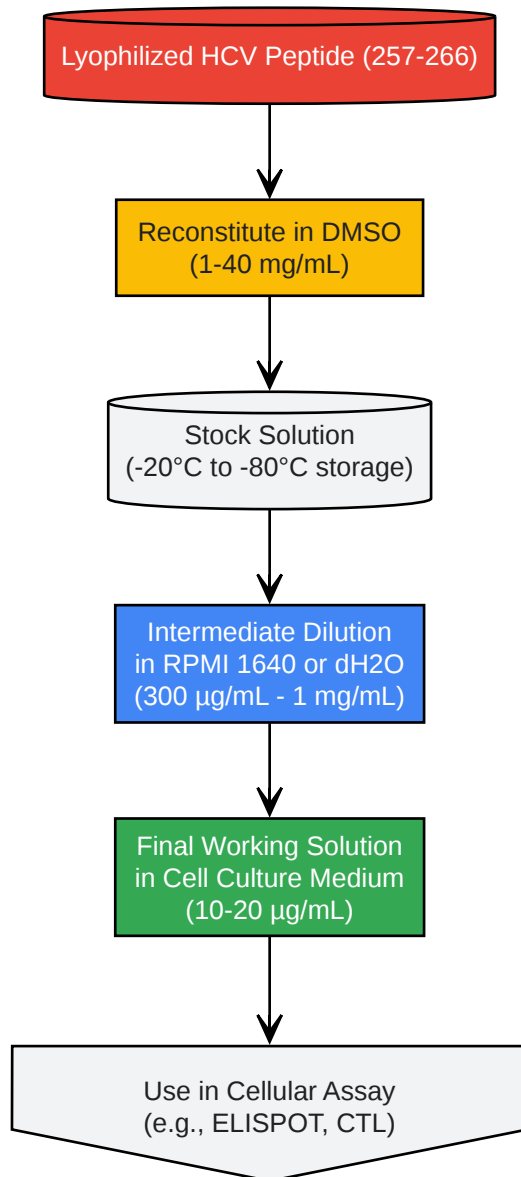 Lyophilized HCV Peptide (257-266)
Reconstitute in DMSO
(1-40 mg/mL)
Stock Solution
(-20°C to -80°C storage)
Intermediate Dilution
in RPMI 1640 or dH2O
(300 µg/mL - 1 mg/mL)
Final Working Solution
in Cell Culture Medium
(10-20 µg/mL)
Use in Cellular Assay
(e.g., ELISPOT, CTL)